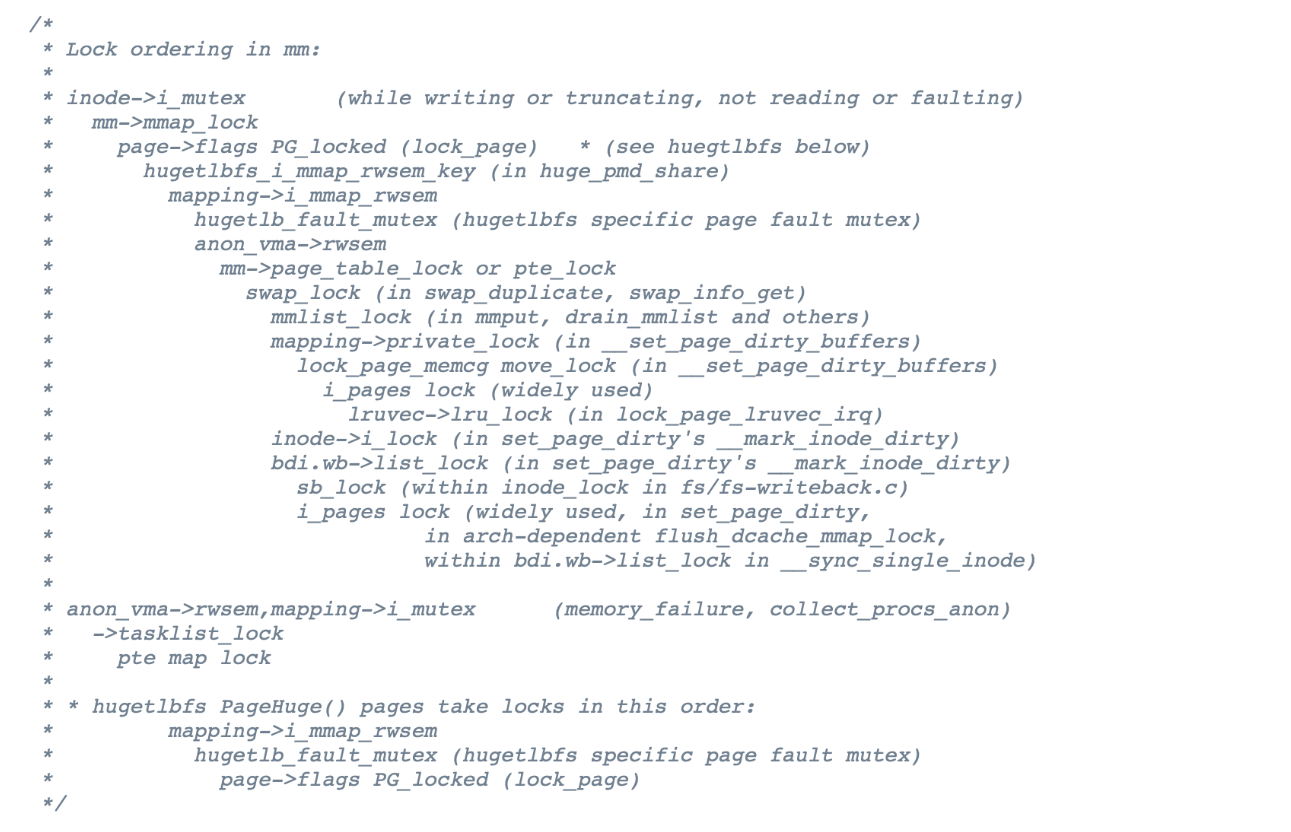 /*
 * Lock ordering in mm:
 *
 * inode->i_mutex       (while writing or truncating, not reading or faulting)
 *   mm->mmap_lock
 *     page->flags PG_locked (lock_page)   * (see huegtlbfs below)
 *       hugetlbfs_i_mmap_rwsem_key (in huge_pmd_share)
 *         mapping->i_mmap_rwsem
 *           hugetlb_fault_mutex (hugetlbfs specific page fault mutex)
 *           anon_vma->rwsem
 *             mm->page_table_lock or pte_lock
 *               swap_lock (in swap_duplicate, swap_info_get)
 *                 mmlist_lock (in mmput, drain_mmlist and others)
 *                 mapping->private_lock (in __set_page_dirty_buffers)
 *                   lock_page_memcg move_lock (in __set_page_dirty_buffers)
 *                     i_pages lock (widely used)
 *                       lruvec->lru_lock (in lock_page_lruvec_irq)
 *                 inode->i_lock (in set_page_dirty's __mark_inode_dirty)
 *                 bdi.wb->list_lock (in set_page_dirty's __mark_inode_dirty)
 *                   sb_lock (within inode_lock in fs/fs-writeback.c)
 *                   i_pages lock (widely used, in set_page_dirty,
 *                             in arch-dependent flush_dcache_mmap_lock,
 *                             within bdi.wb->list_lock in __sync_single_inode)
 *
 * anon_vma->rwsem,mapping->i_mutex      (memory_failure, collect_procs_anon)
 *   ->tasklist_lock
 *     pte map lock
 *
 * * hugetlbfs PageHuge() pages take locks in this order:
 *         mapping->i_mmap_rwsem
 *           hugetlb_fault_mutex (hugetlbfs specific page fault mutex)
 *             page->flags PG_locked (lock_page)
 */